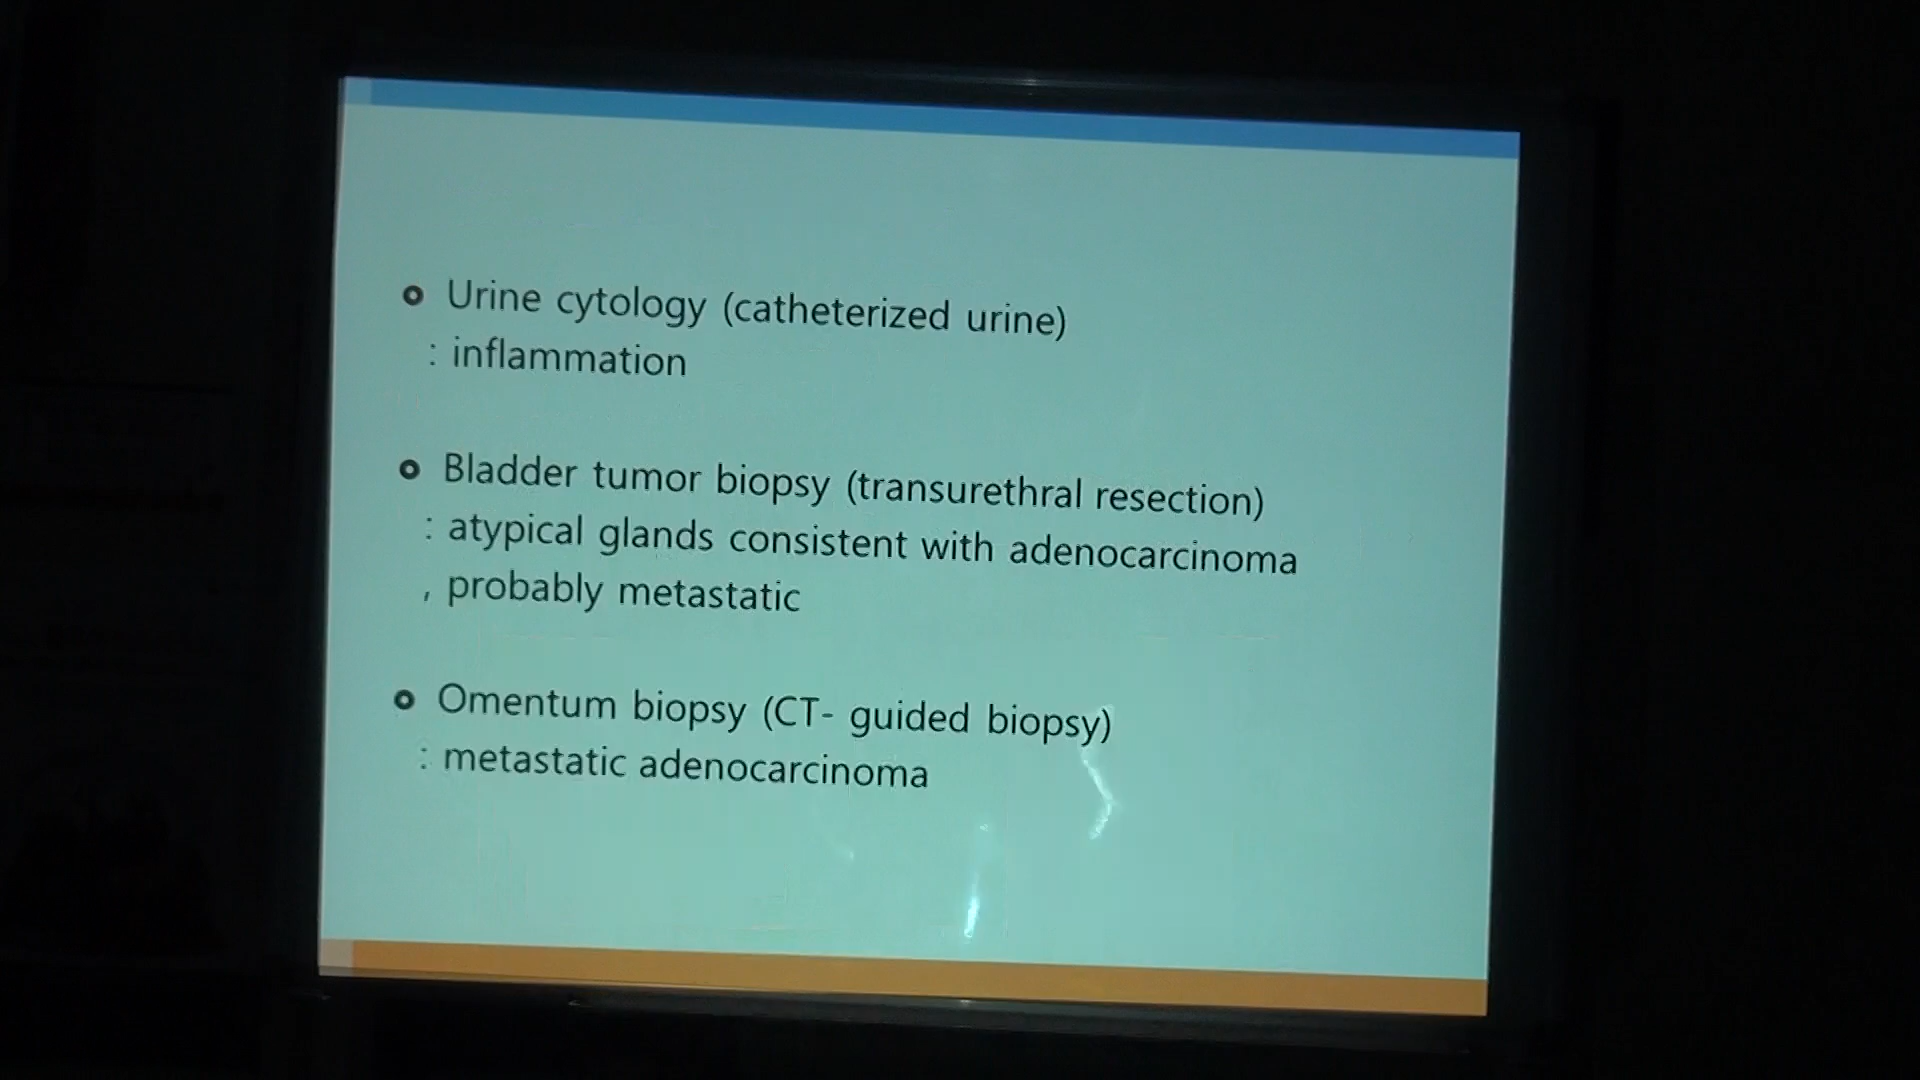 Urine cytology (catheterized urine)
: inflammation
Bladder tumor biopsy (transurethral resection)
: atypical glands consistent with adenocarcinoma
, probably metastatic
Omentum biopsy (CT- guided biopsy)
: metastatic adenocarcinoma